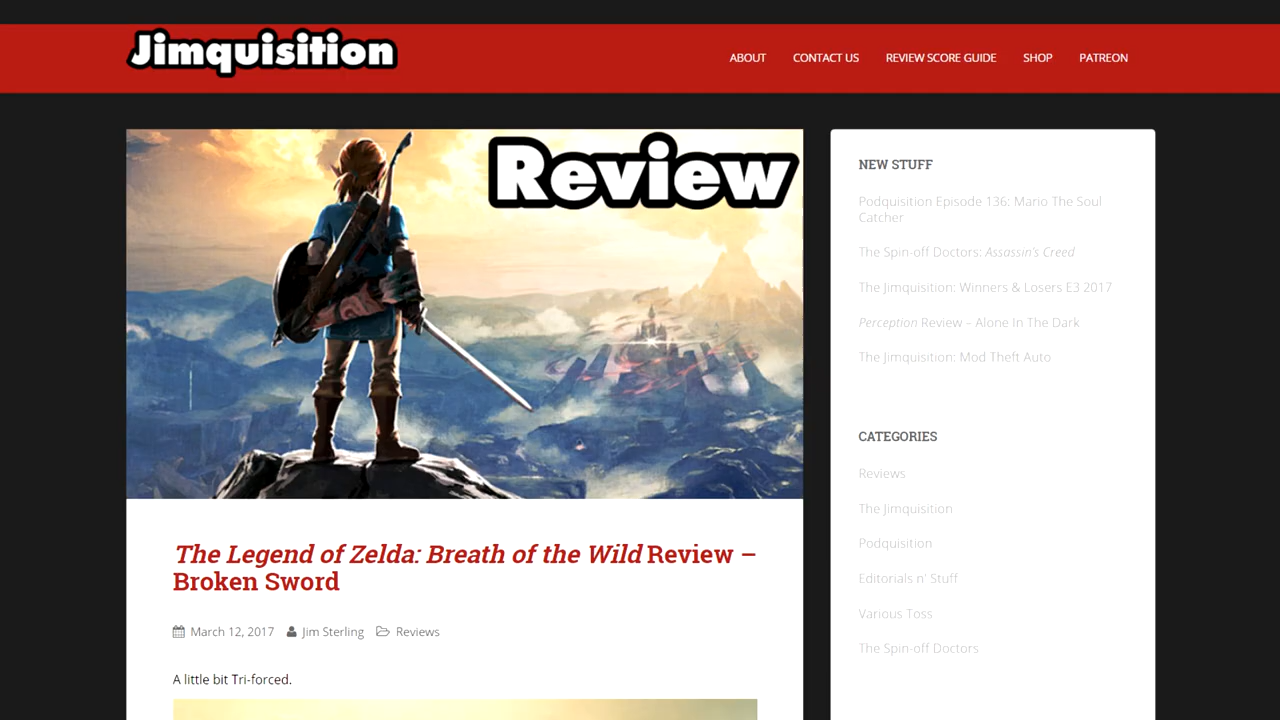 Jimquisition
ABOUT
CONTACT US
REVIEW SCORE GUIDE
SHOP
PATREON
Review
The Legend of Zelda: Breath of the Wild Review –
Broken Sword
March 12, 2017
Jim Sterling
Reviews
A little bit Tri-forced.
NEW STUFF
Podquisition Episode 136: Mario The Soul
Catcher
The Spin-off Doctors: Assassin's Creed
The Jimquisition: Winners & Losers E3 2017
Perception Review – Alone In The Dark
The Jimquisition: Mod Theft Auto
CATEGORIES
Reviews
The Jimquisition
Podquisition
Editorials n' Stuff
Various Toss
The Spin-off Doctors